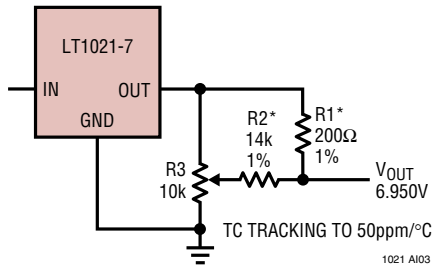 LT1021-7
IN
OUT
GND
R2*
14k
1%
R1*
200Ω
1%
R3
10k
VOUT
6.950V
TC TRACKING TO 50ppm/°C
1021 AI03